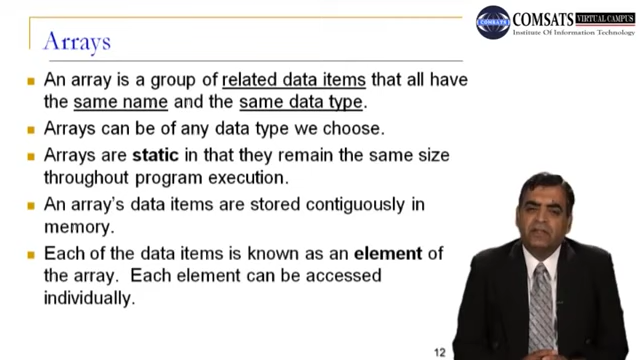 Arrays
COMSATS
VIRTUAL CAMPUS
Institute Of Information Technology
An array is a group of related data items that all have
the same name and the same data type.
Arrays can be of any data type we choose.
Arrays are static in that they remain the same size
throughout program execution.
An array's data items are stored contiguously in
memory.
Each of the data items is known as an element of
the array. Each element can be accessed
individually.
12